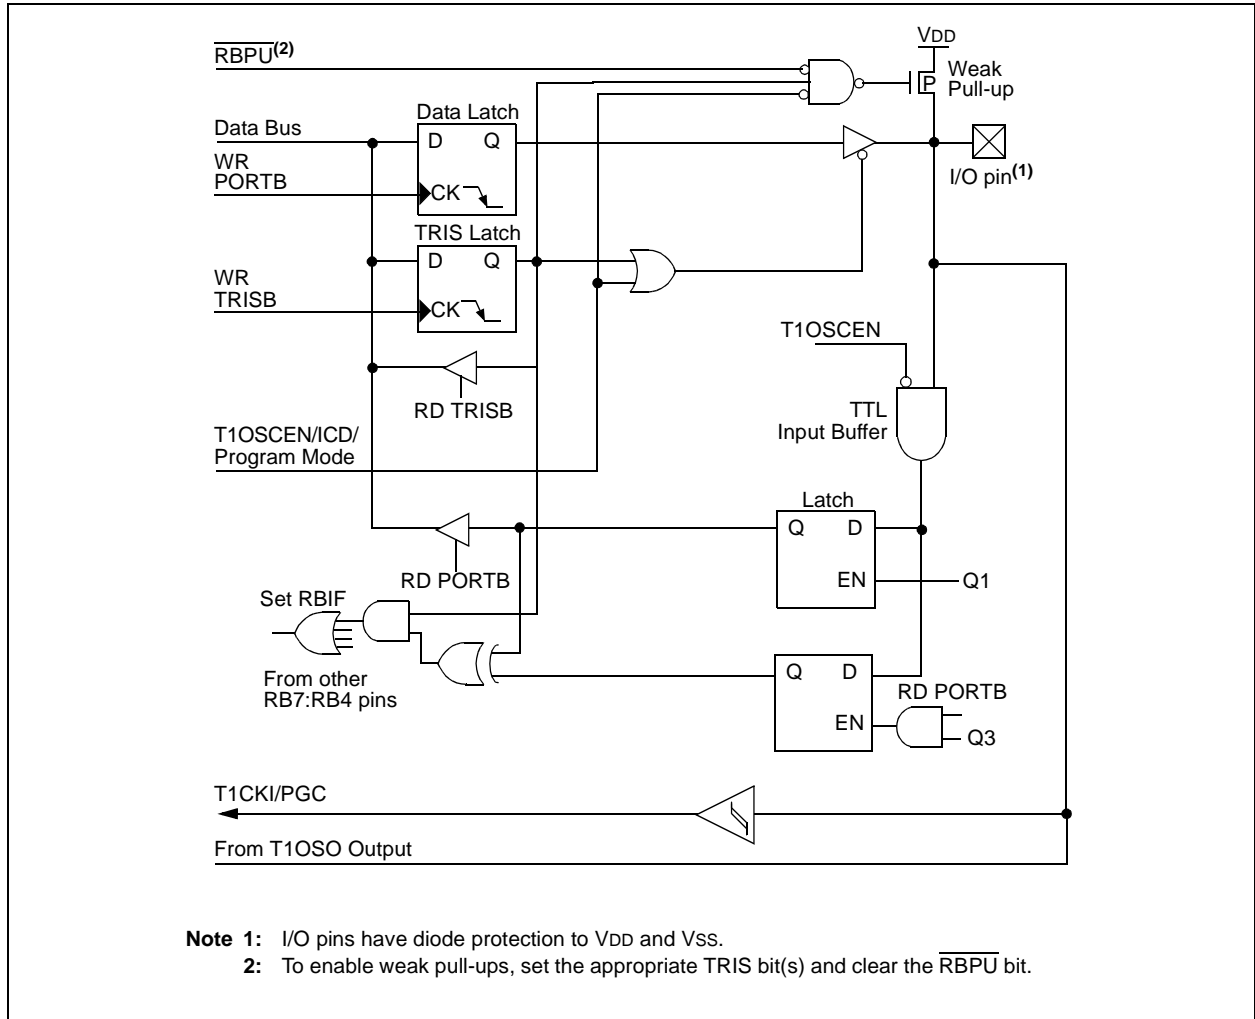 VDD
RBPU(2)
Weak
Pull-up
P
Data Latch
Data Bus
D Q
WR
PORTB
CK
I/O pin(1)
TRIS Latch
D Q
WR
TRISB
CK
T1OSCEN
RD TRISB
TTL
Input Buffer
T1OSCEN/ICD/
Program Mode
Latch
Q D
EN
Q1
RD PORTB
Set RBIF
From other
RB7:RB4 pins
Q D
RD PORTB
EN
Q3
T1CKI/PGC
From T1OSO Output
Note 1: I/O pins have diode protection to VDD and VSS.
2: To enable weak pull-ups, set the appropriate TRIS bit(s) and clear the RBPU bit.